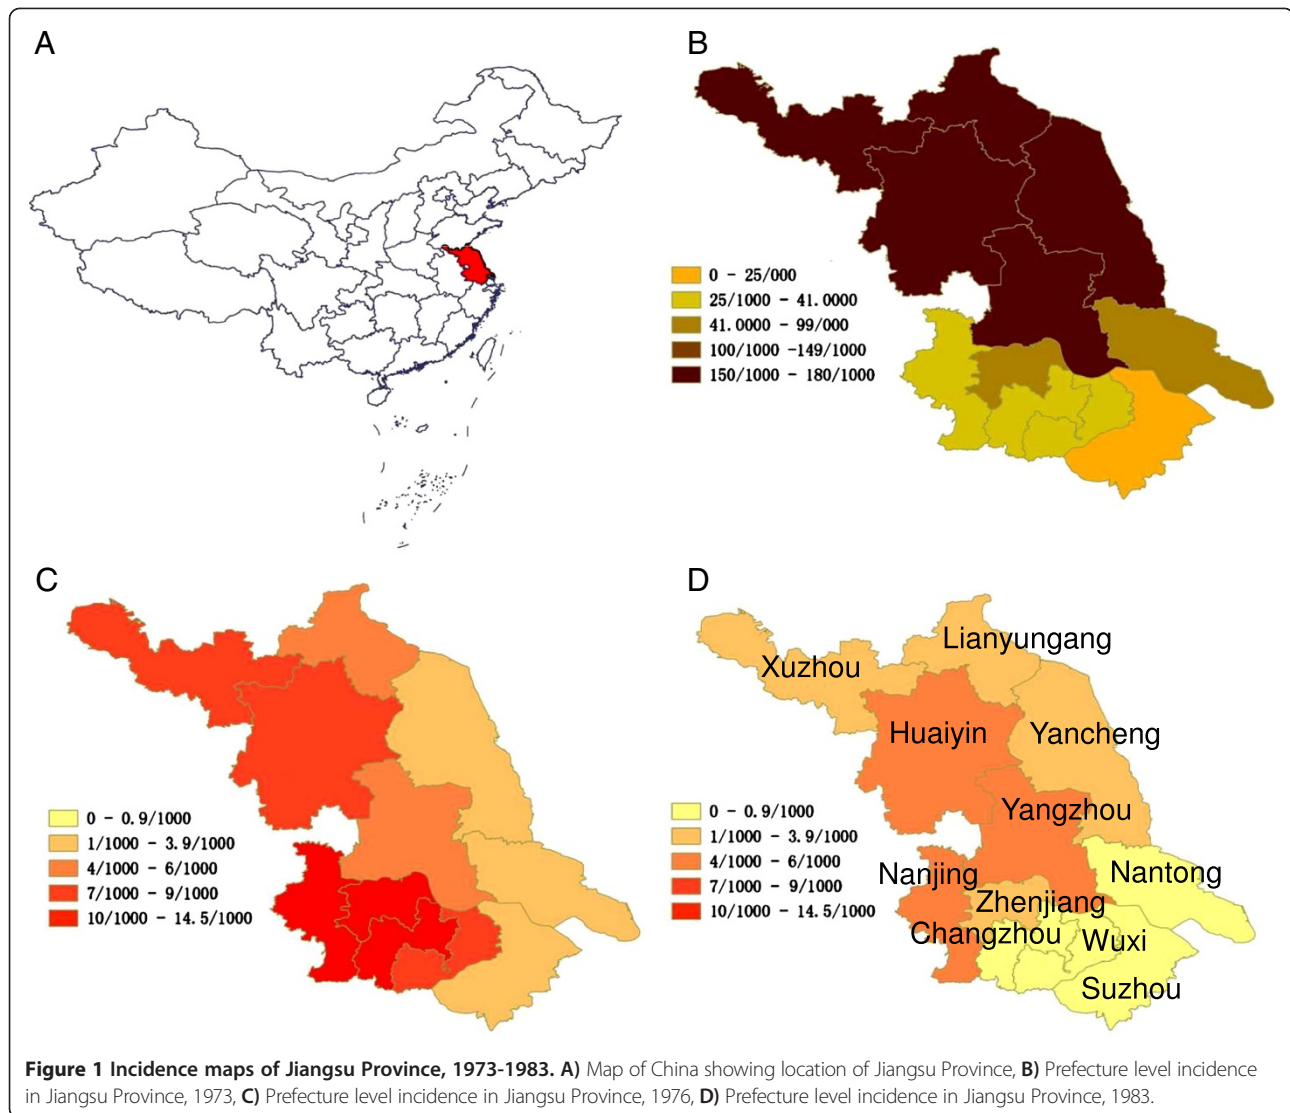 A
B
0 - 25/000
25/1000 - 41.0000
41.0000 - 99/000
100/1000 -149/1000
150/1000 - 180/1000
C
0 - 0.9/1000
1/1000 - 3.9/1000
4/1000 - 6/1000
7/1000 - 9/1000
10/1000 - 14.5/1000
D
Lianyungang
Xuzhou
Huaiyin
Yancheng
Yangzhou
Nanjing
Nantong
Zhenjiang
Changzhou
Wuxi
Suzhou
0 - 0.9/1000
1/1000 - 3.9/1000
4/1000 - 6/1000
7/1000 - 9/1000
10/1000 - 14.5/1000
Figure 1 Incidence maps of Jiangsu Province, 1973-1983. A) Map of China showing location of Jiangsu Province, B) Prefecture level incidence
in Jiangsu Province, 1973, C) Prefecture level incidence in Jiangsu Province, 1976, D) Prefecture level incidence in Jiangsu Province, 1983.